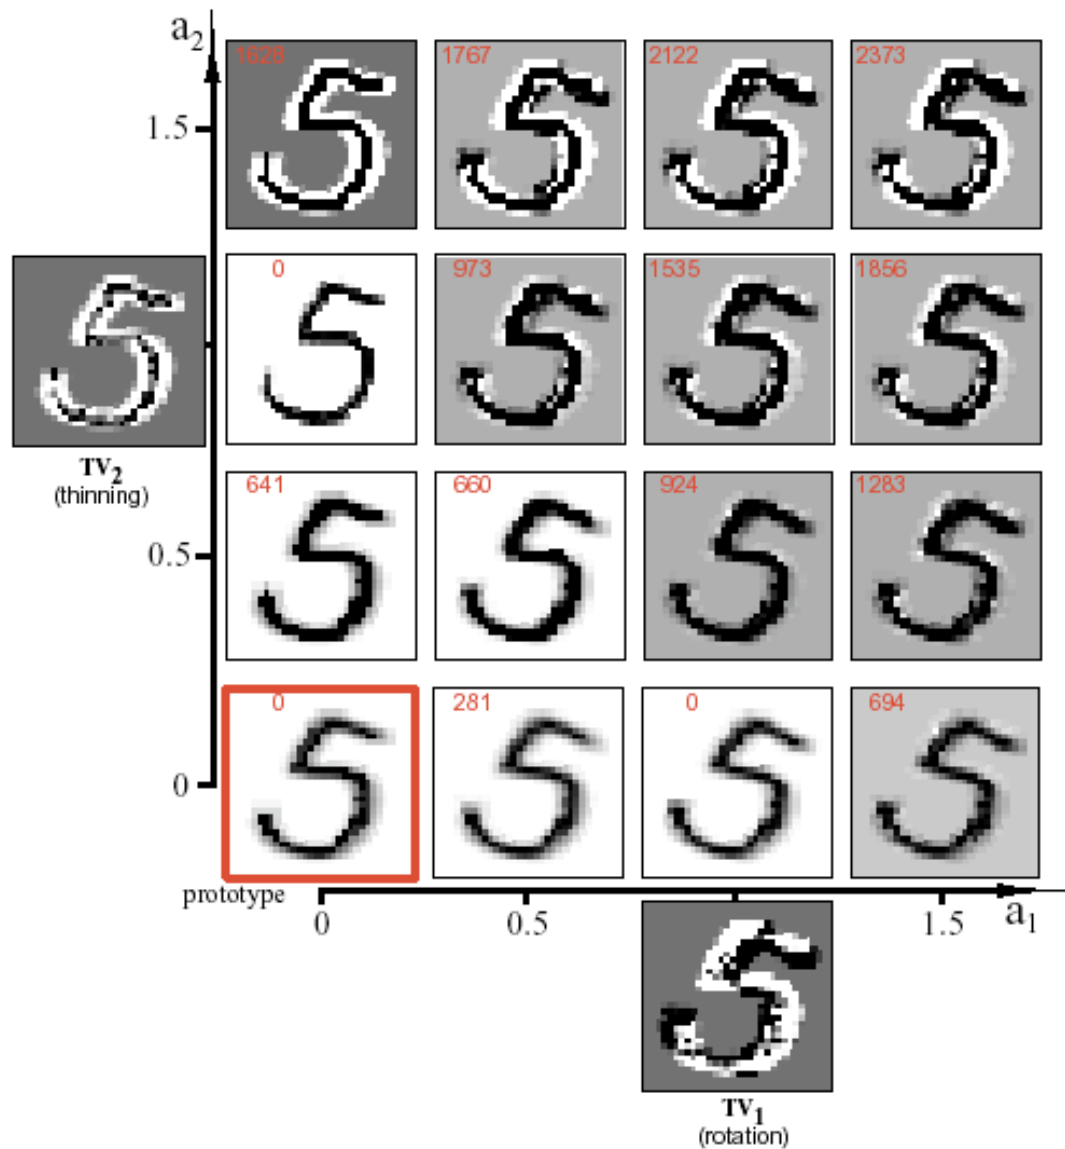 a2
1628 1767 2122 2373
1.5
0 973 1535 1856
TV2
(thinning)
641 660 924 1283
0.5
0 281 0 694
0
prototype
0 0.5 1.5 a1
TV1
(rotation)